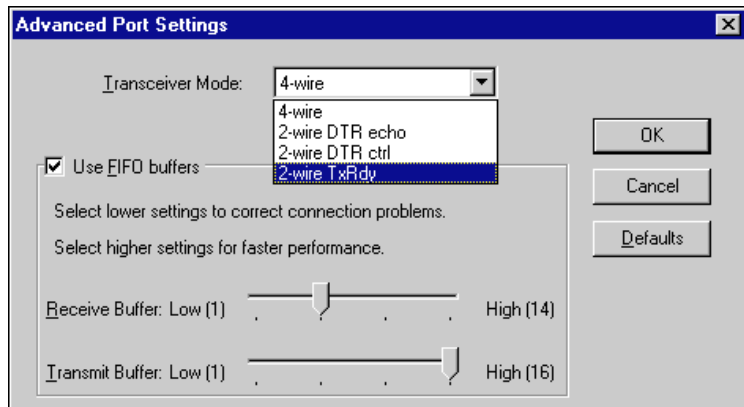 Advanced Port Settings
Transceiver Mode: 4-wire
4-wire
2-wire DTR echo
2-wire DTR ctrl
2-wire TxRdy
OK
Cancel
Defaults
Use FIFO buffers
Select lower settings to correct connection problems.
Select higher settings for faster performance.
Receive Buffer: Low (1) High (14)
Transmit Buffer: Low (1) High (16)